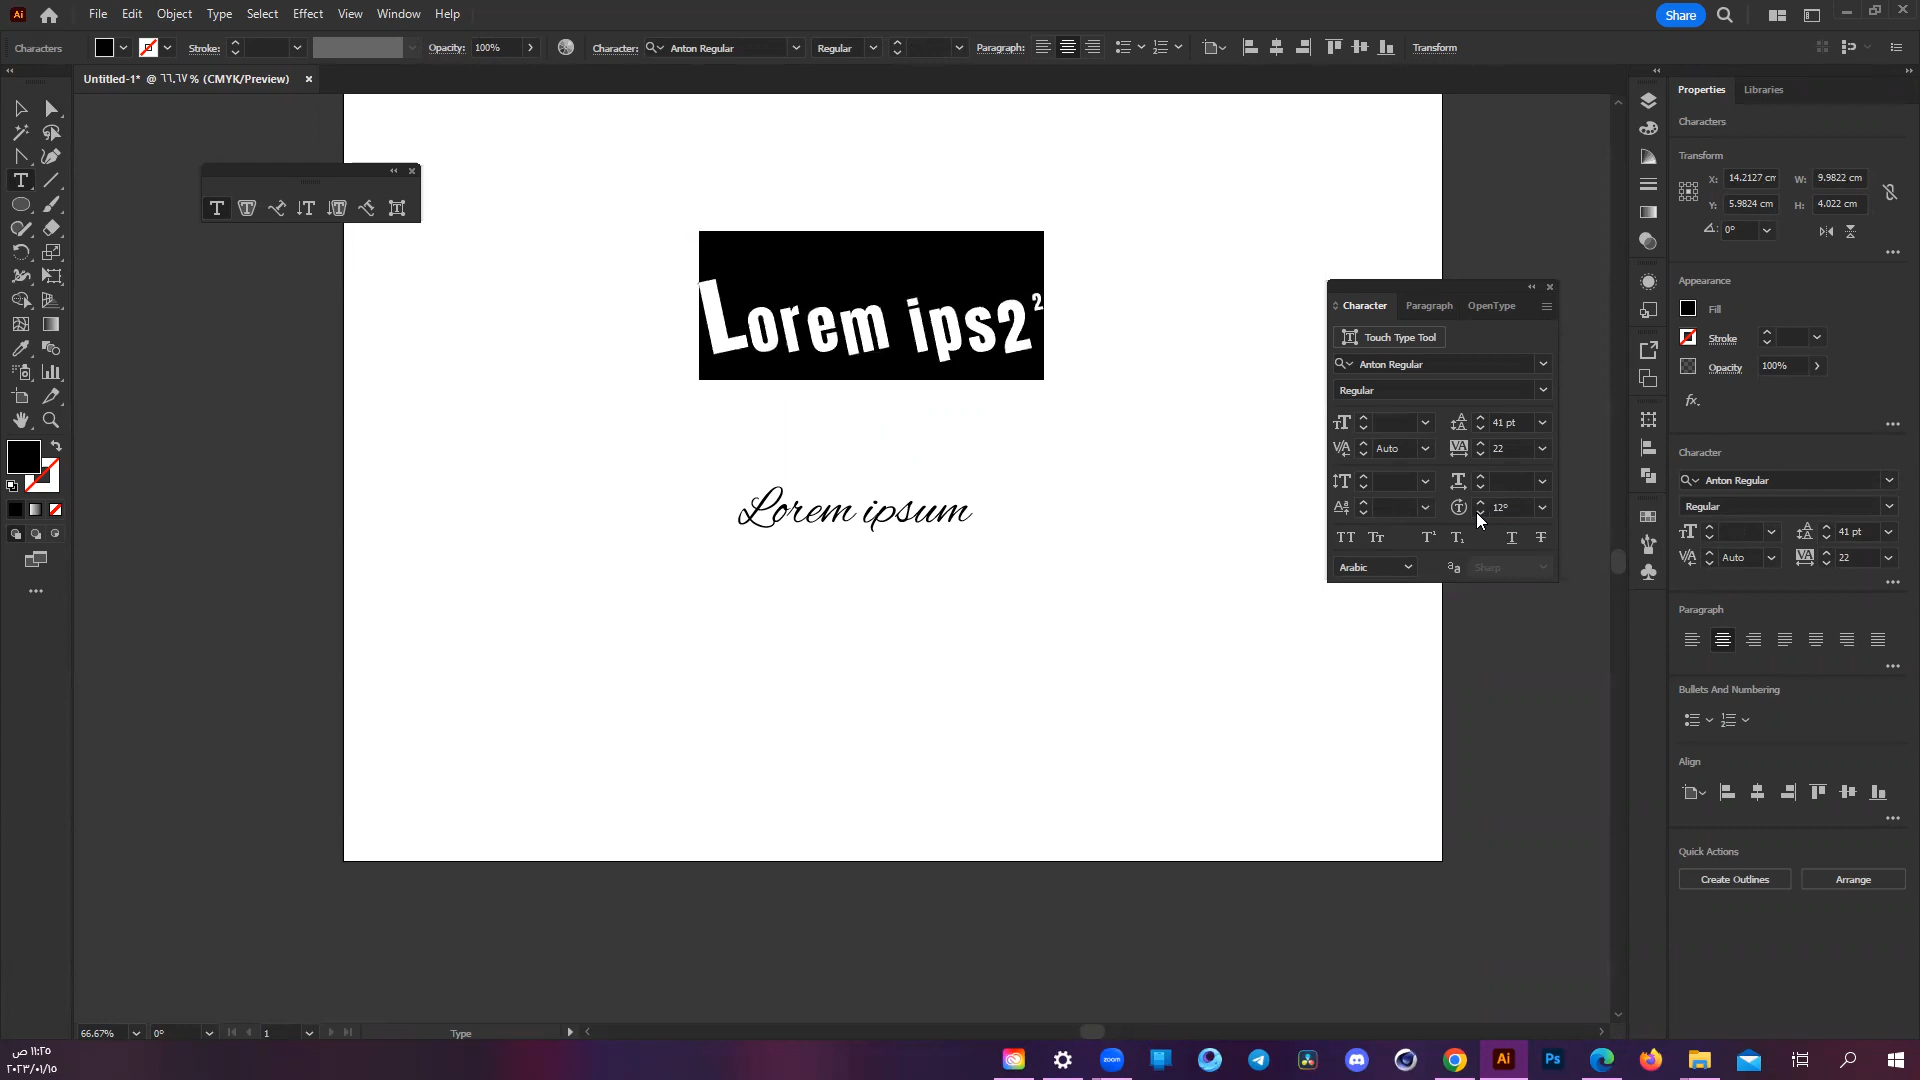 File Edit Object Type Select Effect View Window Help Share
Characters Stroke: Opacity: 100% Character: Anton Regular Regular Paragraph: Transform
Untitled-1* @ ٦٦.٦٧ % (CMYK/Preview)
Properties Libraries
Characters
Transform
X: 14.2127 cm W: 9.9822 cm
Y: 5.9824 cm H: 4.022 cm
0°
Appearance
Fill
Stroke
Opacity 100%
fx.
Character
Anton Regular
Regular
41 pt
Auto 22
Paragraph
Bullets And Numbering
Align
Quick Actions
Create Outlines Arrange
Lorem ips2²
Lorem ipsum
Character Paragraph OpenType
Touch Type Tool
Anton Regular
Regular
41 pt
Auto 22
12°
Arabic Sharp
66.67% 0° 1 Type
١١:٢٥ ص
٢٠٢٣/٠١/١٥
zoom Ai Ps